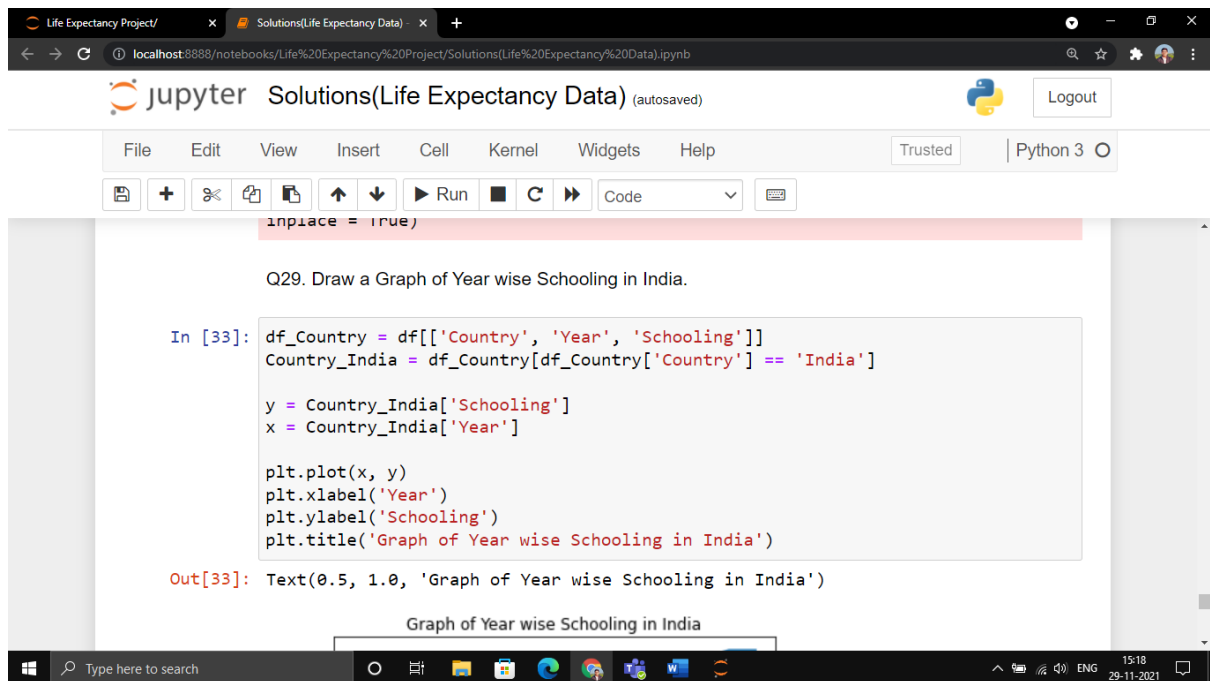 Life Expectancy Project/
Solutions(Life Expectancy Data) -
localhost:8888/notebooks/Life%20Expectancy%20Project/Solutions(Life%20Expectancy%20Data).ipynb
jupyter Solutions(Life Expectancy Data) (autosaved)
Logout
File Edit View Insert Cell Kernel Widgets Help
Trusted
Python 3
Run
Code
inplace = True)
Q29. Draw a Graph of Year wise Schooling in India.
In [33]: df_Country = df[['Country', 'Year', 'Schooling']]
Country_India = df_Country[df_Country['Country'] == 'India']
y = Country_India['Schooling']
x = Country_India['Year']
plt.plot(x, y)
plt.xlabel('Year')
plt.ylabel('Schooling')
plt.title('Graph of Year wise Schooling in India')
Out[33]: Text(0.5, 1.0, 'Graph of Year wise Schooling in India')
Graph of Year wise Schooling in India
Type here to search
ENG
15:18
29-11-2021